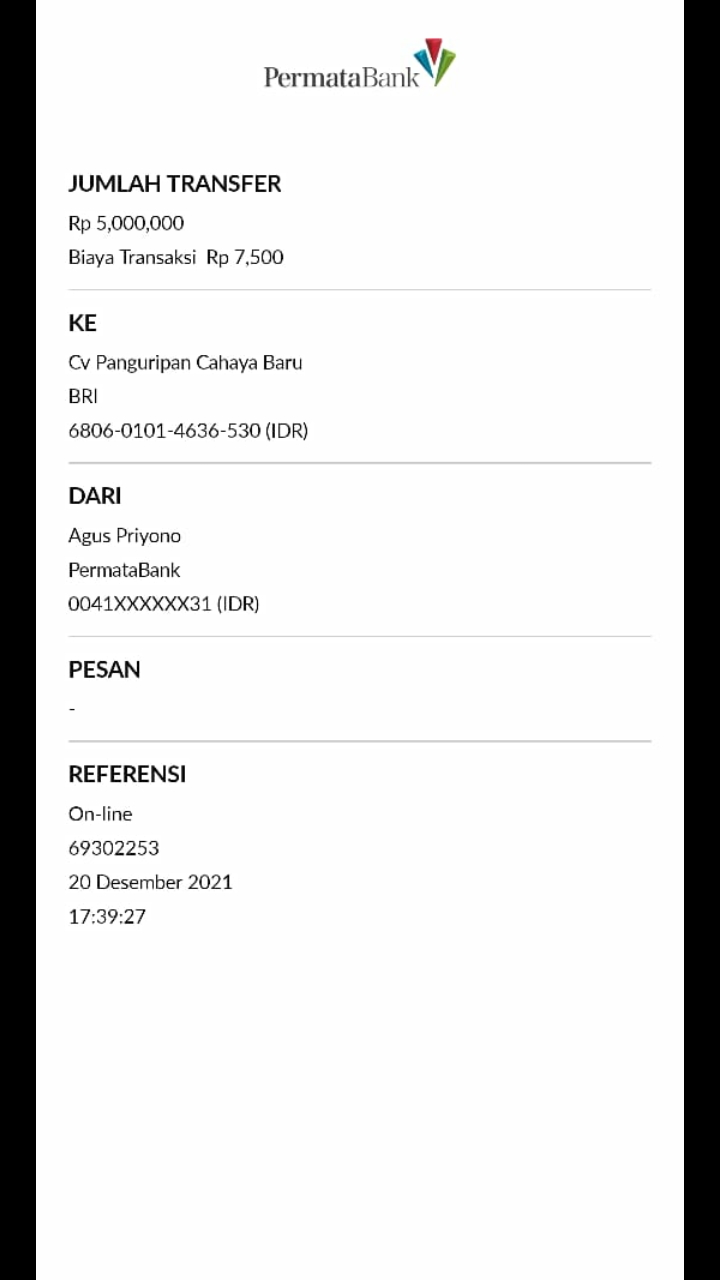 PermataBank
JUMLAH TRANSFER
Rp 5,000,000
Biaya Transaksi  Rp 7,500
KE
Cv Panguripan Cahaya Baru
BRI
6806-0101-4636-530 (IDR)
DARI
Agus Priyono
PermataBank
0041XXXXXX31 (IDR)
PESAN
-
REFERENSI
On-line
69302253
20 Desember 2021
17:39:27